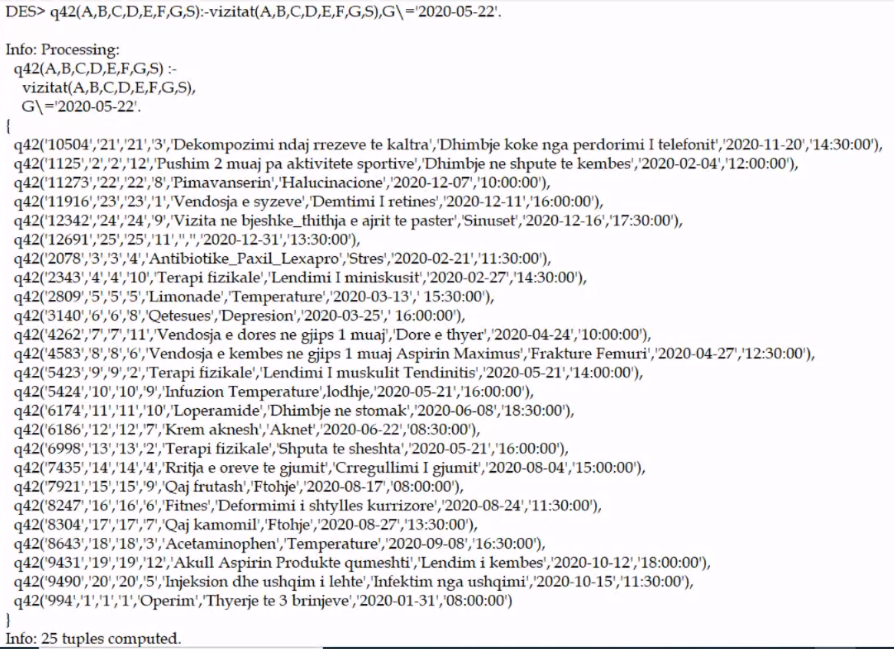 DES> q42(A,B,C,D,E,F,G,S):-vizitat(A,B,C,D,E,F,G,S),G\='2020-05-22'.
Info: Processing:
q42(A,B,C,D,E,F,G,S) :-
vizitat(A,B,C,D,E,F,G,S),
G\='2020-05-22'.
{
q42('10504','21','21','3','Dekompozimi ndaj rrezeve te kaltra','Dhimbje koke nga perdorimi I telefonit','2020-11-20','14:30:00'),
q42('1125','2','2','12','Pushim 2 muaj pa aktivitete sportive','Dhimbje ne shpute te kembes','2020-02-04','12:00:00'),
q42('11273','22','22','8','Pimavanserin','Halucinacione','2020-12-07','10:00:00'),
q42('11916','23','23','1','Vendosja e syzeve','Demtimi I retines','2020-12-11','16:00:00'),
q42('12342','24','24','9','Vizita ne bjeshke_thithja e ajrit te paster','Sinuset','2020-12-16','17:30:00'),
q42('12691','25','25','11','','','2020-12-31','13:30:00'),
q42('2078','3','3','4','Antibiotike_Paxil_Lexapro','Stres','2020-02-21','11:30:00'),
q42('2343','4','4','10','Terapi fizikale','Lendimi I miniskusit','2020-02-27','14:30:00'),
q42('2809','5','5','5','Limonade','Temperature','2020-03-13',' 15:30:00'),
q42('3140','6','6','8','Qetesues','Depresion','2020-03-25',' 16:00:00'),
q42('4262','7','7','11','Vendosja e dores ne gjips 1 muaj','Dore e thyer','2020-04-24','10:00:00'),
q42('4583','8','8','6','Vendosja e kembes ne gjips 1 muaj Aspirin Maximus','Frakture Femuri','2020-04-27','12:30:00'),
q42('5423','9','9','2','Terapi fizikale','Lendimi I muskulit Tendinitis','2020-05-21','14:00:00'),
q42('5424','10','10','9','Infuzion Temperature',lodhje,'2020-05-21','16:00:00'),
q42('6174','11','11','10','Loperamide','Dhimbje ne stomak','2020-06-08','18:30:00'),
q42('6186','12','12','7','Krem aknesh','Aknet','2020-06-22','08:30:00'),
q42('6998','13','13','2','Terapi fizikale','Shputa te sheshta','2020-05-21','16:00:00'),
q42('7435','14','14','4','Rritja e oreve te gjumit','Crregullimi I gjumit','2020-08-04','15:00:00'),
q42('7921','15','15','9','Qaj frutash','Ftohje','2020-08-17','08:00:00'),
q42('8247','16','16','6','Fitnes','Deformimi i shtylles kurrizore','2020-08-24','11:30:00'),
q42('8304','17','17','7','Qaj kamomil','Ftohje','2020-08-27','13:30:00'),
q42('8643','18','18','3','Acetaminophen','Temperature','2020-09-08','16:30:00'),
q42('9431','19','19','12','Akull Aspirin Produkte qumeshti','Lendim i kembes','2020-10-12','18:00:00'),
q42('9490','20','20','5','Injeksion dhe ushqim i lehte','Infektim nga ushqimi','2020-10-15','11:30:00'),
q42('994','1','1','1','Operim','Thyerje te 3 brinjeve','2020-01-31','08:00:00')
}
Info: 25 tuples computed.